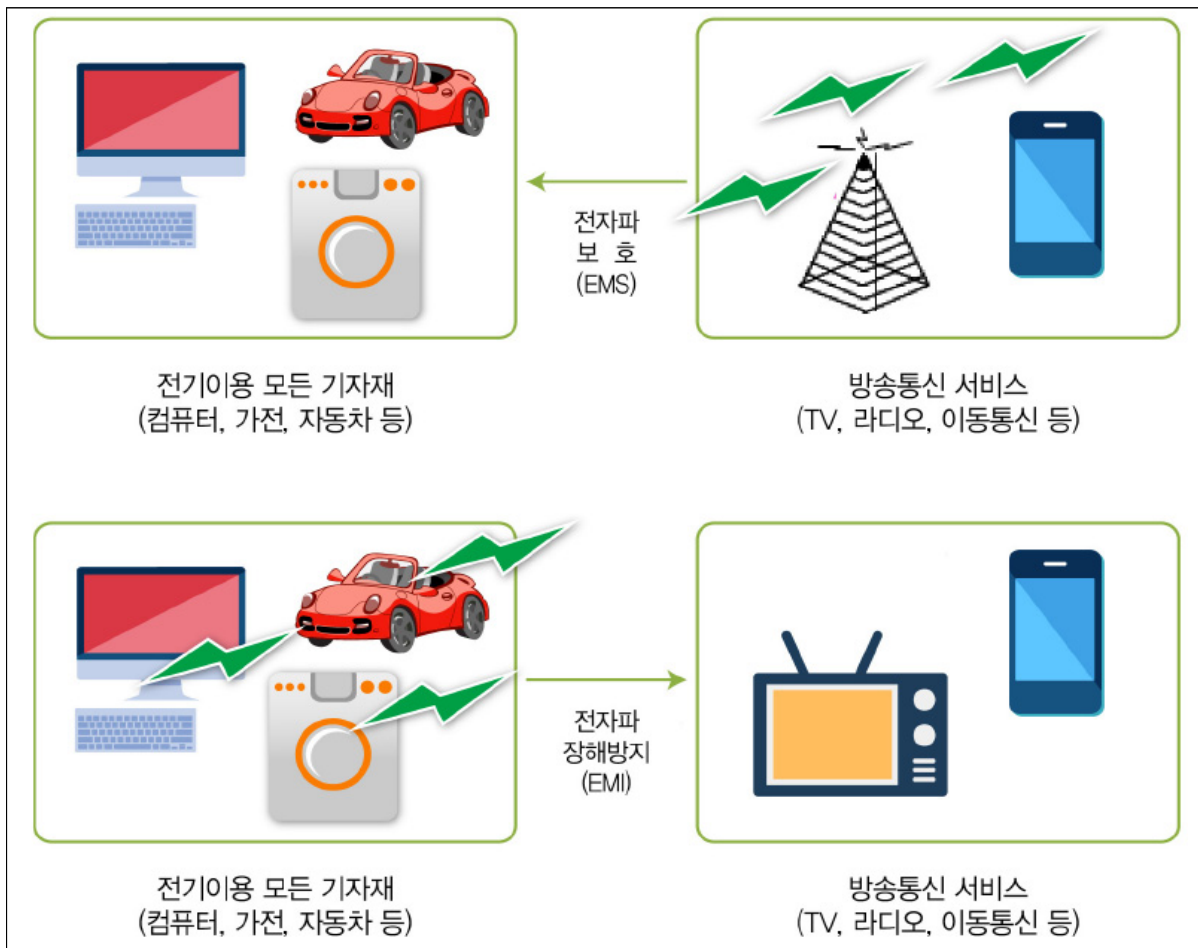 전자파
보 호
(EMS)
전기이용 모든 기자재
(컴퓨터, 가전, 자동차 등)
방송통신 서비스
(TV, 라디오, 이동통신 등)
전자파
장해방지
(EMI)
전기이용 모든 기자재
(컴퓨터, 가전, 자동차 등)
방송통신 서비스
(TV, 라디오, 이동통신 등)